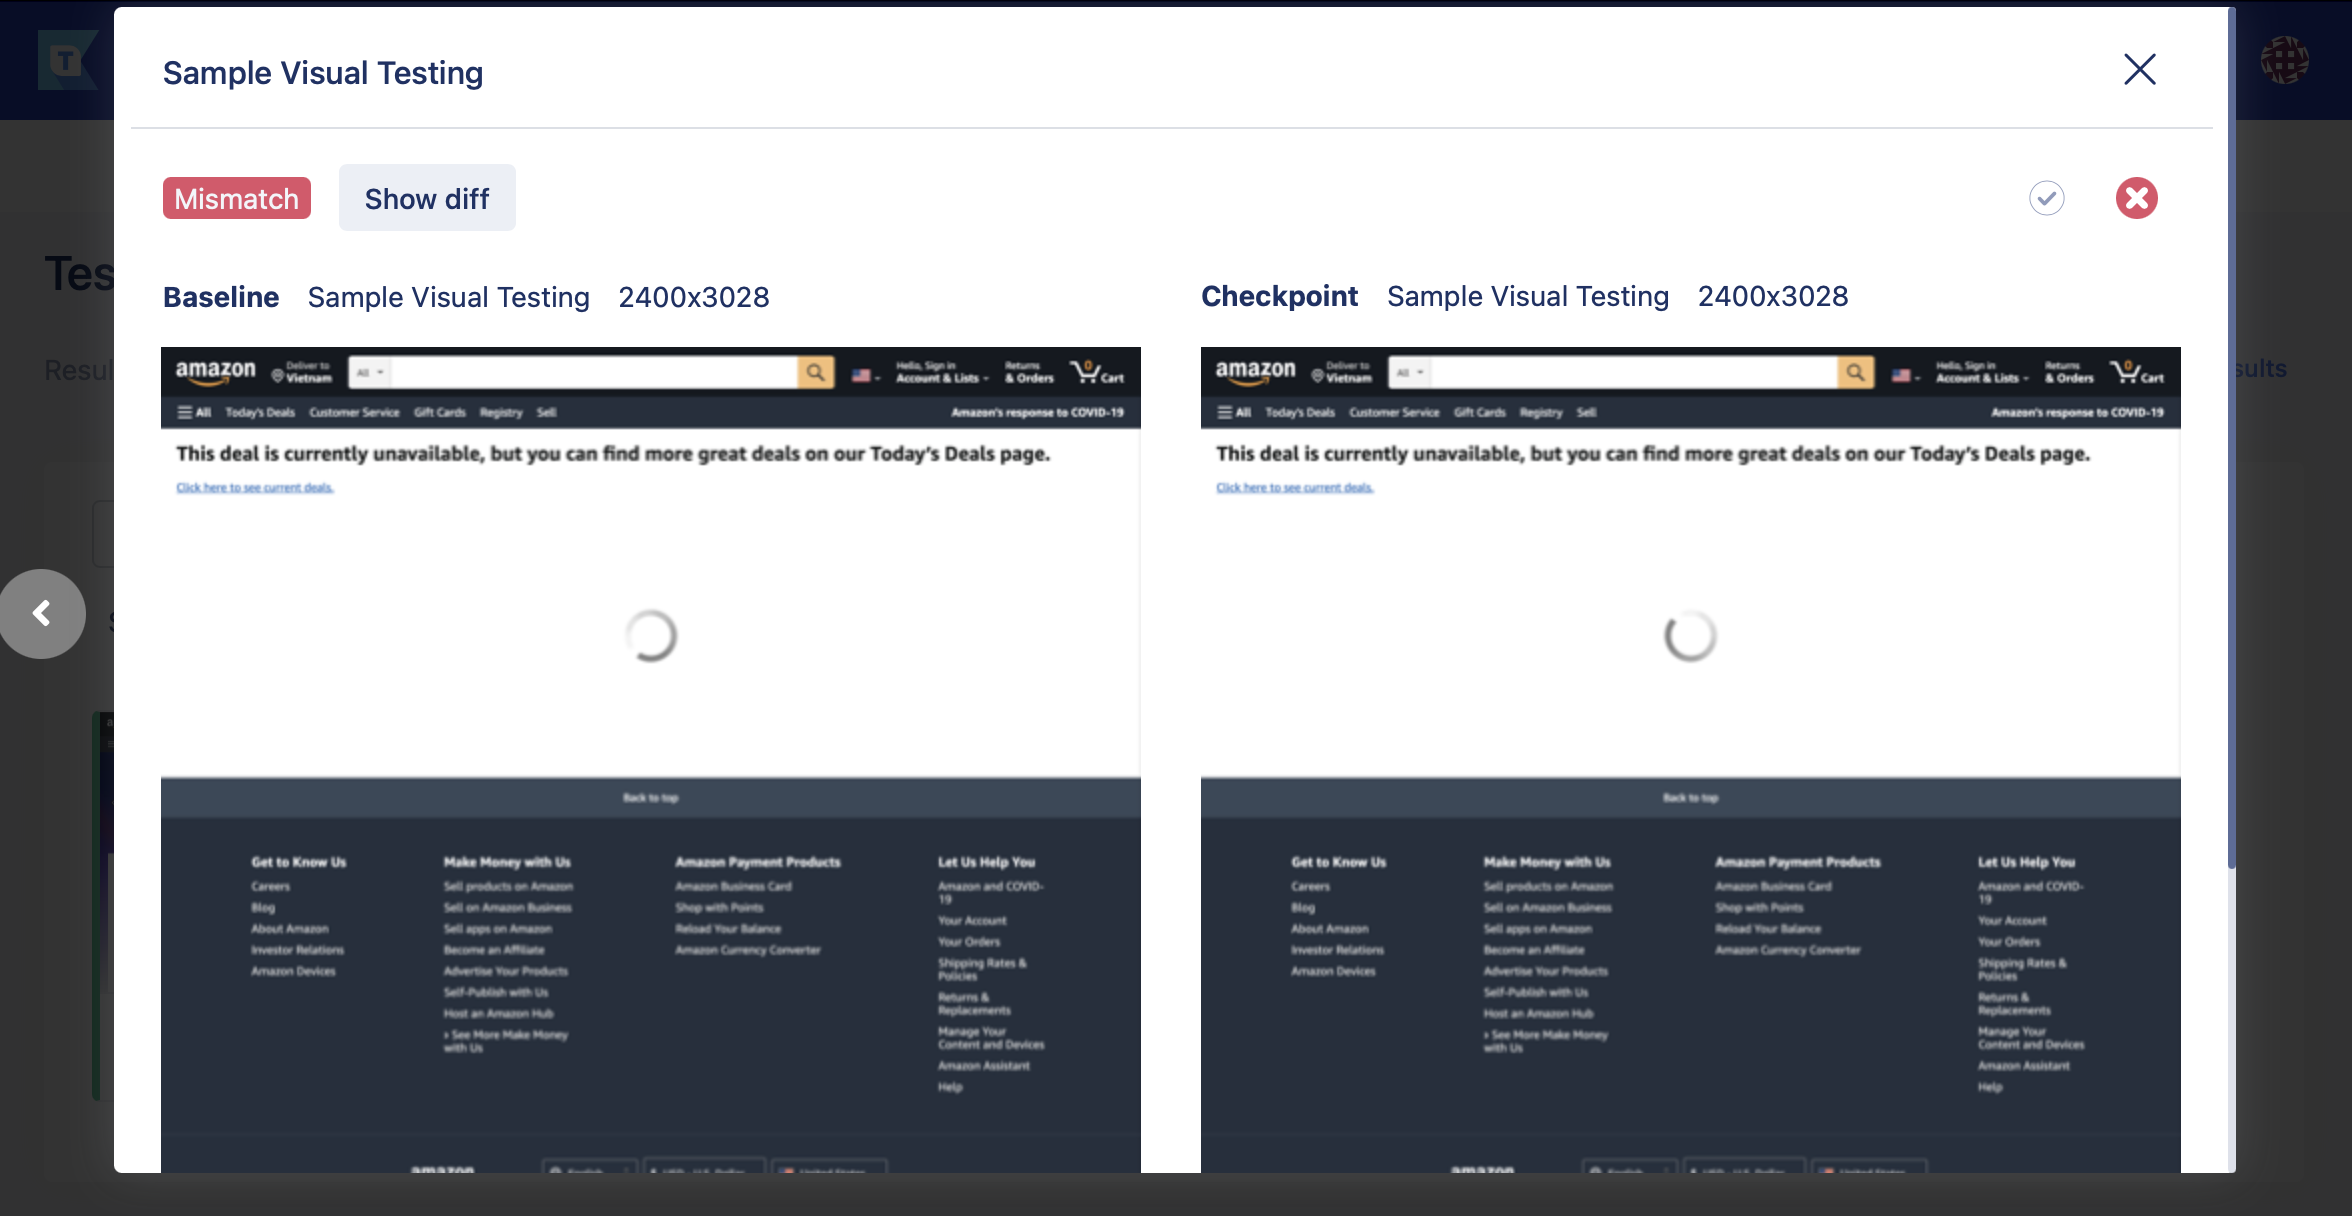 T
Sample Visual Testing
Mismatch Show diff
Tes
Resul
sults
Baseline Sample Visual Testing 2400x3028
amazon
Deliver to
Vietnam
All
Hello, Sign in
Account & Lists
Returns
& Orders
0
Cart
All Today's Deals Customer Service Gift Cards Registry Sell
Amazon's response to COVID-19
This deal is currently unavailable, but you can find more great deals on our Today's Deals page.
Click here to see current deals.
Back to top
Get to Know Us
Careers
Blog
About Amazon
Investor Relations
Amazon Devices
Make Money with Us
Sell products on Amazon
Sell on Amazon Business
Sell apps on Amazon
Become an Affiliate
Advertise Your Products
Self-Publish with Us
Host an Amazon Hub
› See More Make Money
with Us
Amazon Payment Products
Amazon Business Card
Shop with Points
Reload Your Balance
Amazon Currency Converter
Let Us Help You
Amazon and COVID-
19
Your Account
Your Orders
Shipping Rates &
Policies
Returns &
Replacements
Manage Your
Content and Devices
Amazon Assistant
Help
amazon
English
USD - U.S. Dollar
United States
Checkpoint Sample Visual Testing 2400x3028
amazon
Deliver to
Vietnam
All
Hello, Sign in
Account & Lists
Returns
& Orders
0
Cart
All Today's Deals Customer Service Gift Cards Registry Sell
Amazon's response to COVID-19
This deal is currently unavailable, but you can find more great deals on our Today's Deals page.
Click here to see current deals.
Back to top
Get to Know Us
Careers
Blog
About Amazon
Investor Relations
Amazon Devices
Make Money with Us
Sell products on Amazon
Sell on Amazon Business
Sell apps on Amazon
Become an Affiliate
Advertise Your Products
Self-Publish with Us
Host an Amazon Hub
› See More Make Money
with Us
Amazon Payment Products
Amazon Business Card
Shop with Points
Reload Your Balance
Amazon Currency Converter
Let Us Help You
Amazon and COVID-
19
Your Account
Your Orders
Shipping Rates &
Policies
Returns &
Replacements
Manage Your
Content and Devices
Amazon Assistant
Help
amazon
English
USD - U.S. Dollar
United States